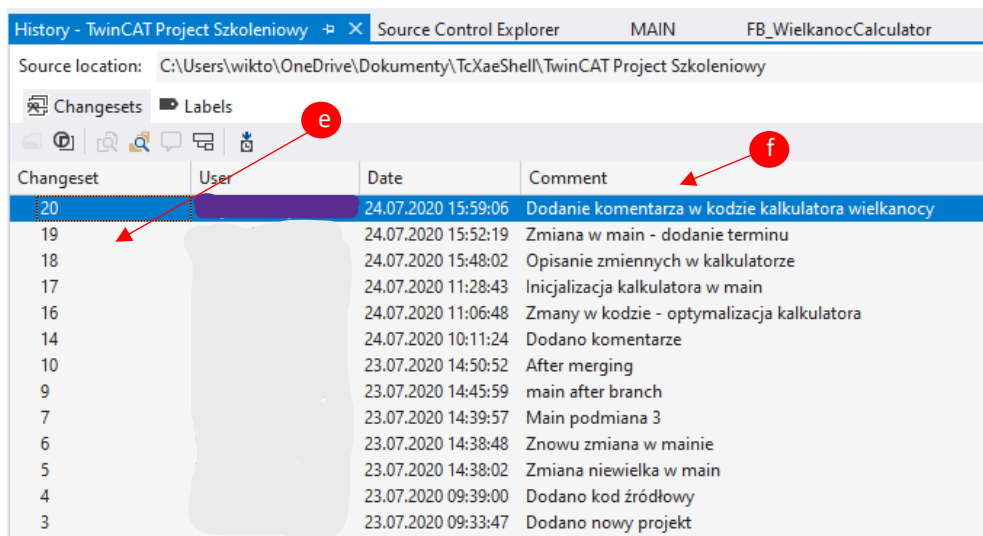 History - TwinCAT Project Szkoleniowy Source Control Explorer MAIN FB_WielkanocCalculator
Source location: C:\Users\wikto\OneDrive\Dokumenty\TcXaeShell\TwinCAT Project Szkoleniowy
Changesets Labels
e
f
Changeset User Date Comment
20 24.07.2020 15:59:06 Dodanie komentarza w kodzie kalkulatora wielkanocy
19 24.07.2020 15:52:19 Zmiana w main - dodanie terminu
18 24.07.2020 15:48:02 Opisanie zmiennych w kalkulatorze
17 24.07.2020 11:28:43 Inicjalizacja kalkulatora w main
16 24.07.2020 11:06:48 Zmany w kodzie - optymalizacja kalkulatora
14 24.07.2020 10:11:24 Dodano komentarze
10 23.07.2020 14:50:52 After merging
9 23.07.2020 14:45:59 main after branch
7 23.07.2020 14:39:57 Main podmiana 3
6 23.07.2020 14:38:48 Znowu zmiana w mainie
5 23.07.2020 14:38:02 Zmiana niewielka w main
4 23.07.2020 09:39:00 Dodano kod źródłowy
3 23.07.2020 09:33:47 Dodano nowy projekt